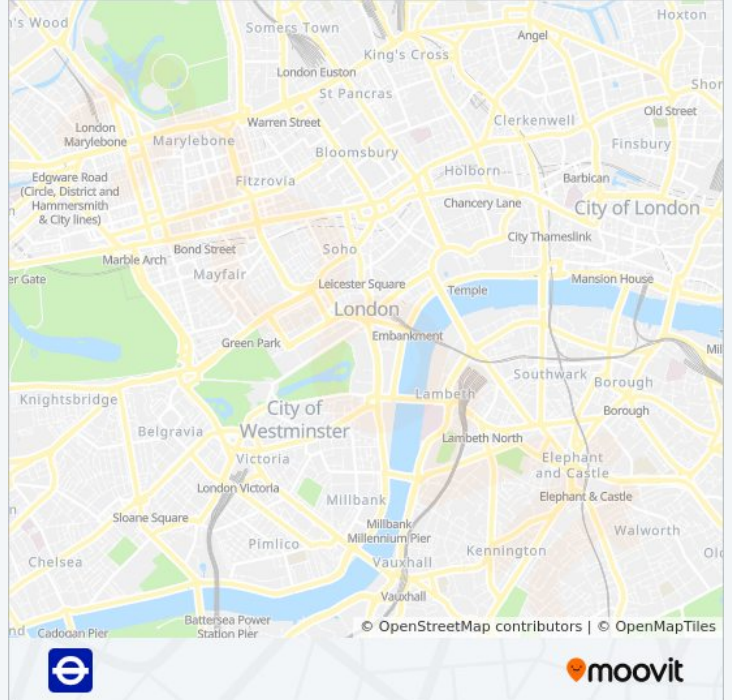 Hoxton
's Wood
Somers Town
Angel
King's Cross
London Euston
St Pancras
Shor
Old Street
Warren Street
Clerkenwell
London
Marylebone
Marylebone
Finsbury
Bloomsbury
Holborn
Edgware Road
(Circle, District and
Hammersmith
& City lines)
Fitzrovia
Barbican
Chancery Lane
City of London
n
City Thameslink
Soho
Bond Street
Marble Arch
Mayfair
er Gate
Leicester Square
Temple
Mansion House
London
Embankment
Green Park
Mil
Southwark
Borough
Lambeth
Knightsbridge
City of
Westminster
Borough
Belgravia
Lambeth North
Victoria
Elephant
and Castle
London Victoria
Elephant & Castle
Millbank
n
Sloane Square
Millbank
Millennium Pier
Walworth
Pimlico
Kennington
Olc
Chelsea
Vauxhall
Vauxhall
Battersea Power
Station Pier
nd
Cadogan Pier
© OpenStreetMap contributors | © OpenMapTiles
moovit